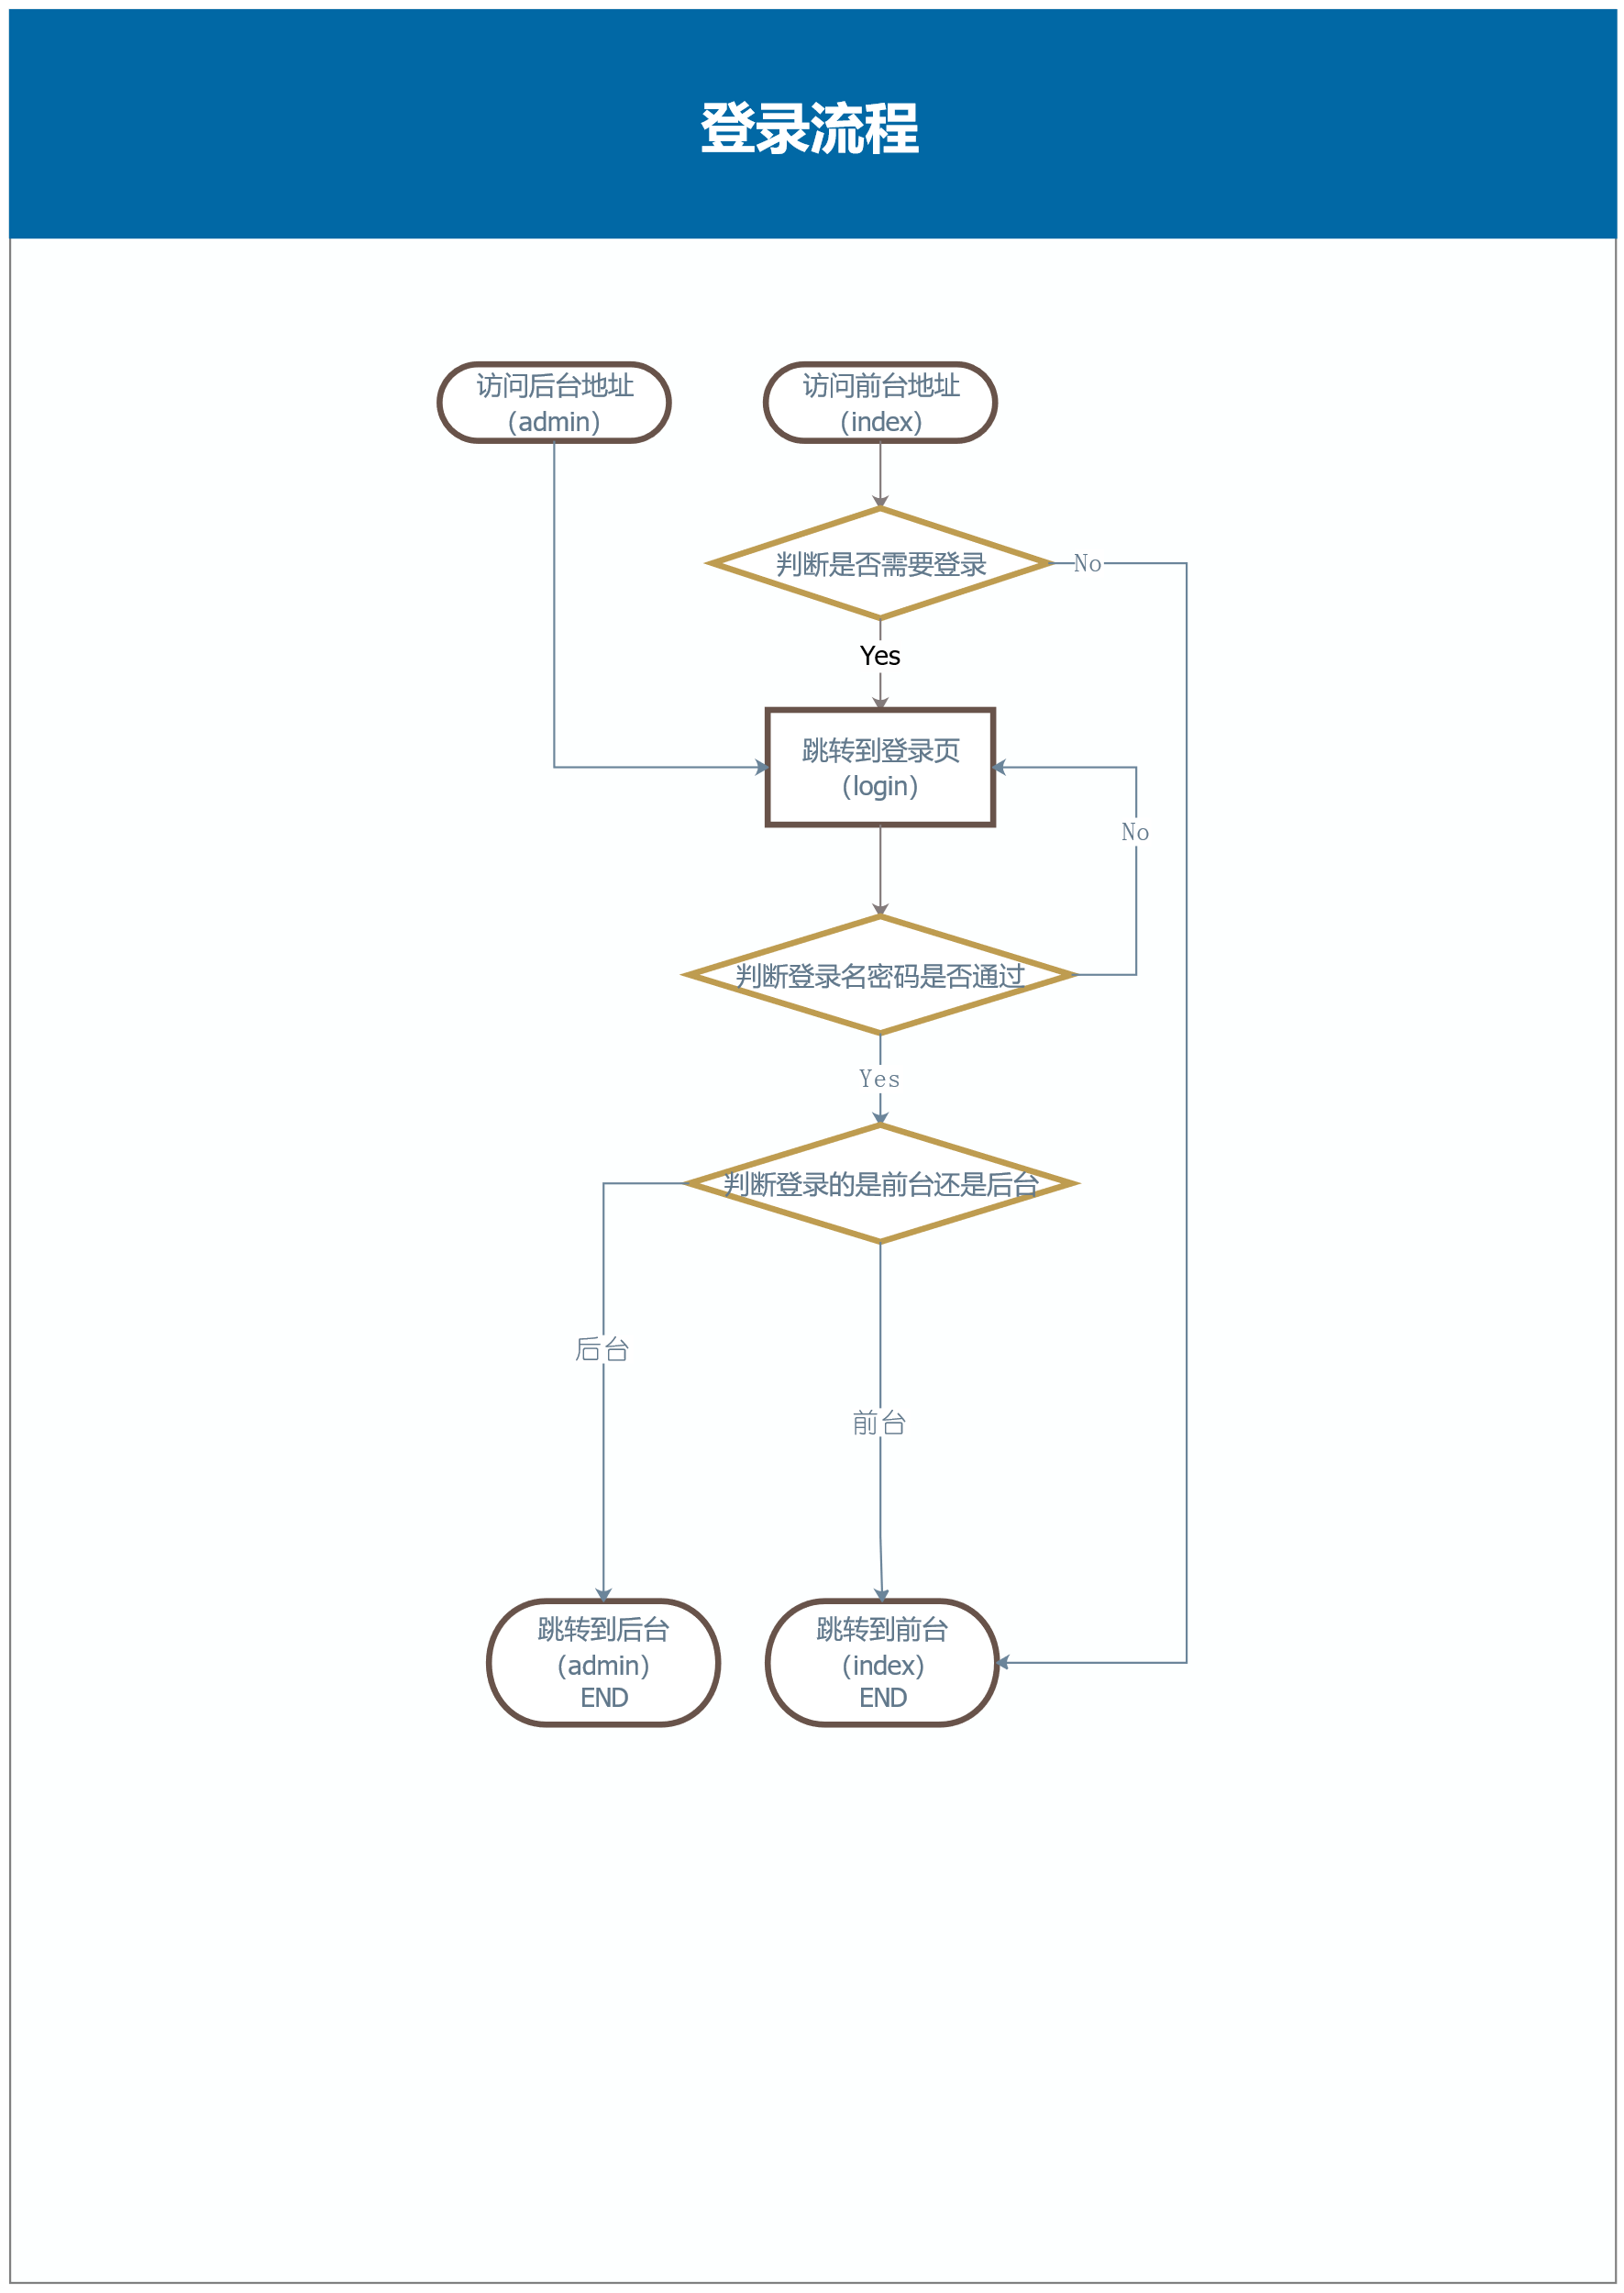 登录流程
访问后台地址
(admin)
访问前台地址
(index)
判断是否需要登录
No
Yes
跳转到登录页
(login)
No
判断登录名密码是否通过
Yes
判断登录的是前台还是后台
后台
前台
跳转到后台
(admin)
END
跳转到前台
(index)
END